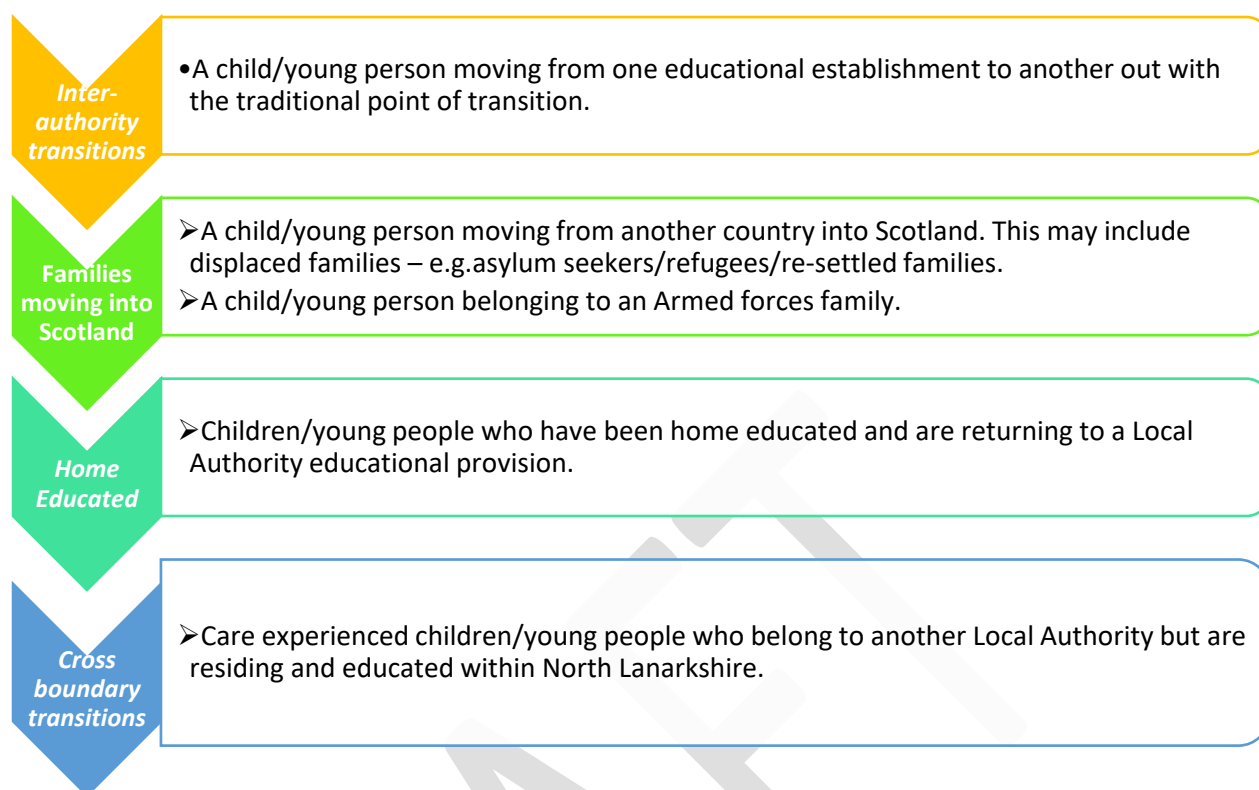 Inter-
authority
transitions
•A child/young person moving from one educational establishment to another out with
the traditional point of transition.
Families
moving into
Scotland
➢A child/young person moving from another country into Scotland. This may include
displaced families – e.g.asylum seekers/refugees/re-settled families.
➢A child/young person belonging to an Armed forces family.
Home
Educated
➢Children/young people who have been home educated and are returning to a Local
Authority educational provision.
Cross
boundary
transitions
➢Care experienced children/young people who belong to another Local Authority but are
residing and educated within North Lanarkshire.